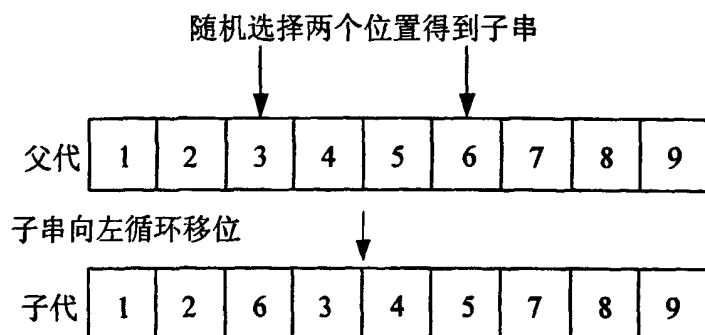 随机选择两个位置得到子串
父代 1 2 3 4 5 6 7 8 9
子串向左循环移位
子代 1 2 6 3 4 5 7 8 9